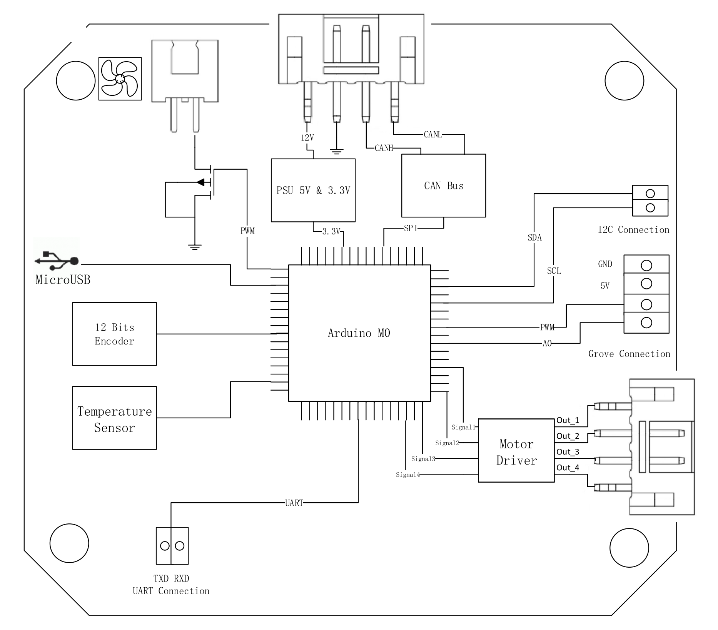 12V
CANL
CANH
PSU 5V & 3.3V
CAN Bus
PWM
3.3V
SPI
SDA
I2C Connection
MicroUSB
SCL
GND
5V
12 Bits
Encoder
Arduino M0
PWM
A0
Grove Connection
Temperature
Sensor
Signal1
Signal2
Signal3
Signal4
Motor
Driver
Out_1
Out_2
Out_3
Out_4
UART
TXD RXD
UART Connection